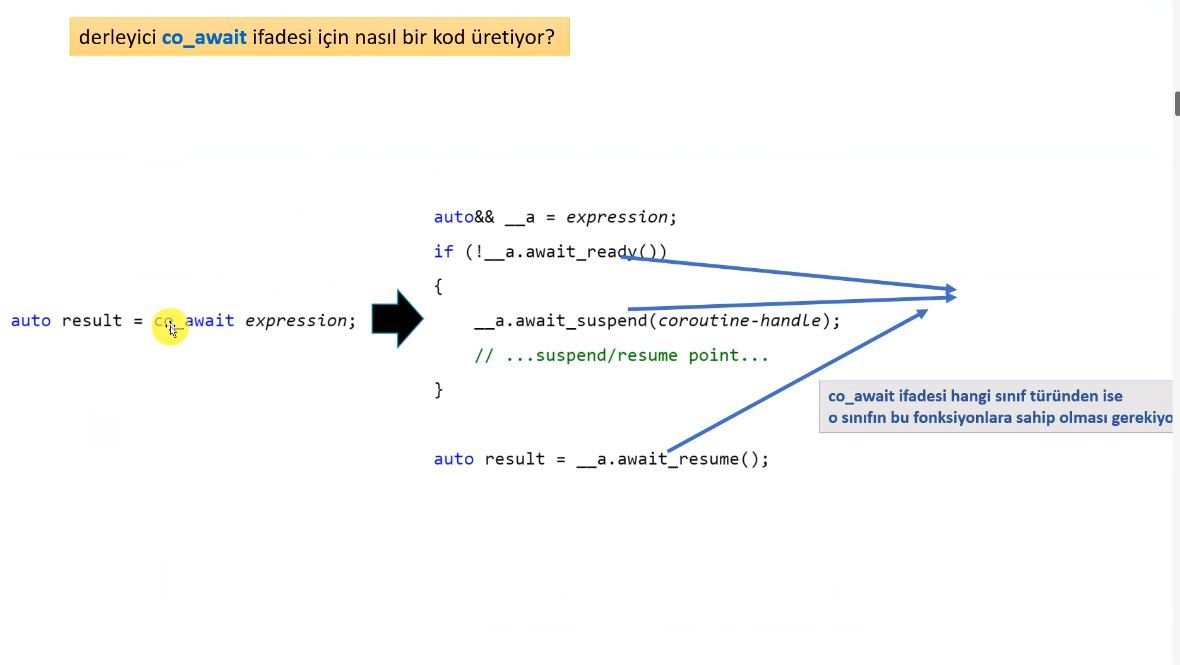 derleyici co_await ifadesi için nasıl bir kod üretiyor?
auto result = co_await expression;
auto&& __a = expression;
if (!__a.await_ready())
{
__a.await_suspend(coroutine-handle);
// ...suspend/resume point...
}
auto result = __a.await_resume();
co_await ifadesi hangi sınıf türünden ise
o sınıfın bu fonksiyonlara sahip olması gerekiyo